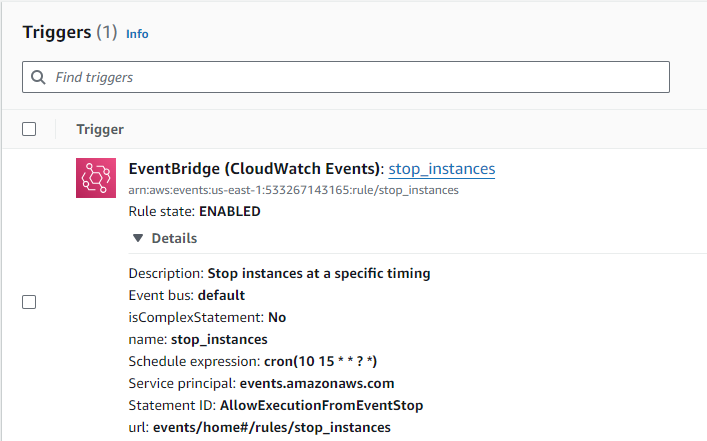 Triggers (1) Info
Find triggers
Trigger
EventBridge (CloudWatch Events): stop_instances
arn:aws:events:us-east-1:533267143165:rule/stop_instances
Rule state: ENABLED
Details
Description: Stop instances at a specific timing
Event bus: default
isComplexStatement: No
name: stop_instances
Schedule expression: cron(10 15 * * ? *)
Service principal: events.amazonaws.com
Statement ID: AllowExecutionFromEventStop
url: events/home#/rules/stop_instances